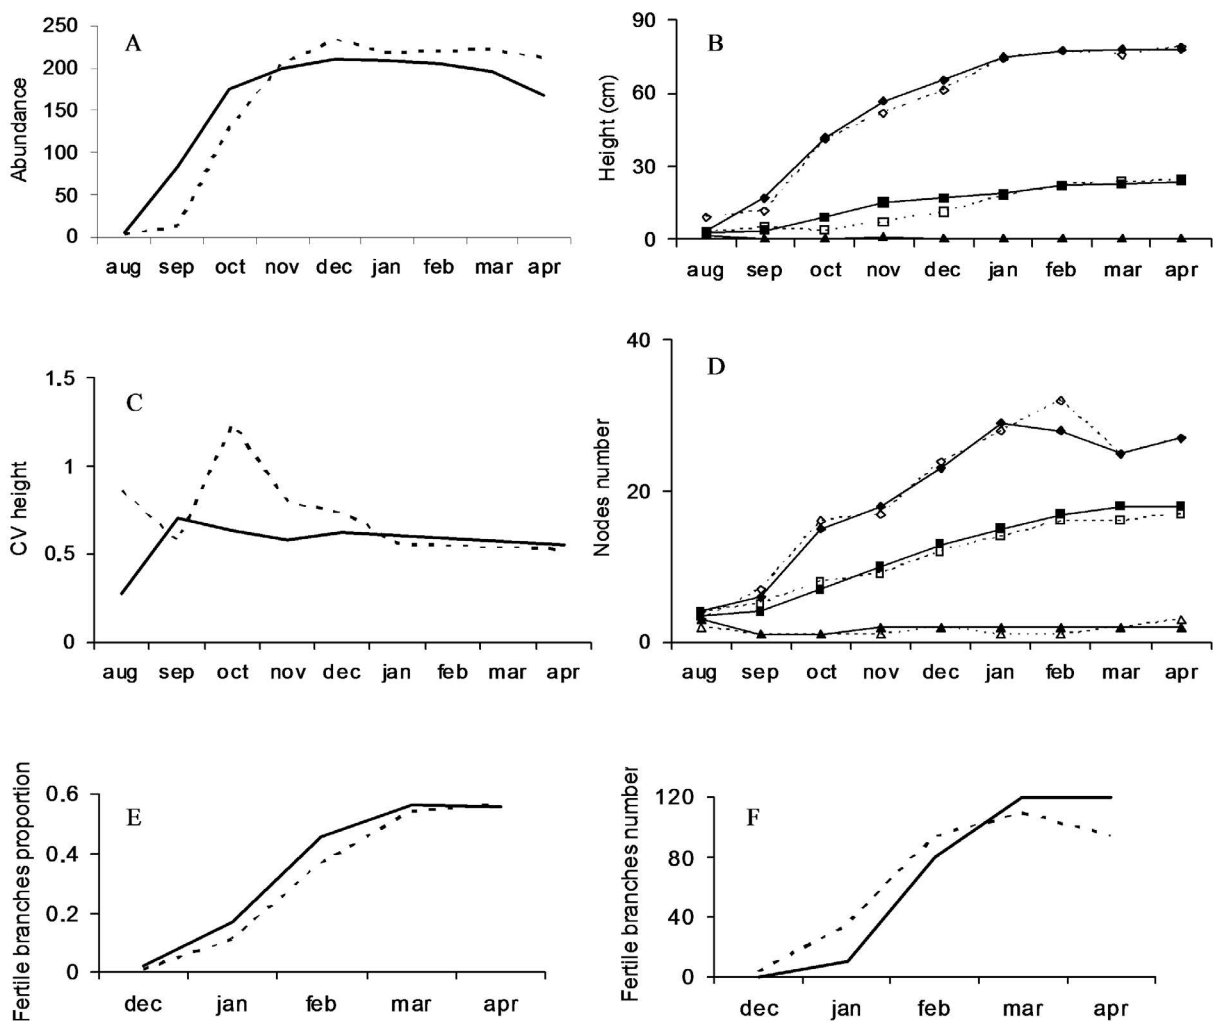 A
Abundance
250
200
150
100
50
0
aug sep oct nov dec jan feb mar apr
B
Height (cm)
90
60
30
0
aug sep oct nov dec jan feb mar apr
C
CV height
1.5
1
0.5
0
aug sep oct nov dec jan feb mar apr
D
Nodes number
40
20
0
aug sep oct nov dec jan feb mar apr
E
Fertile branches proportion
0.6
0.4
0.2
0
dec jan feb mar apr
F
Fertile branches number
120
80
40
0
dec jan feb mar apr